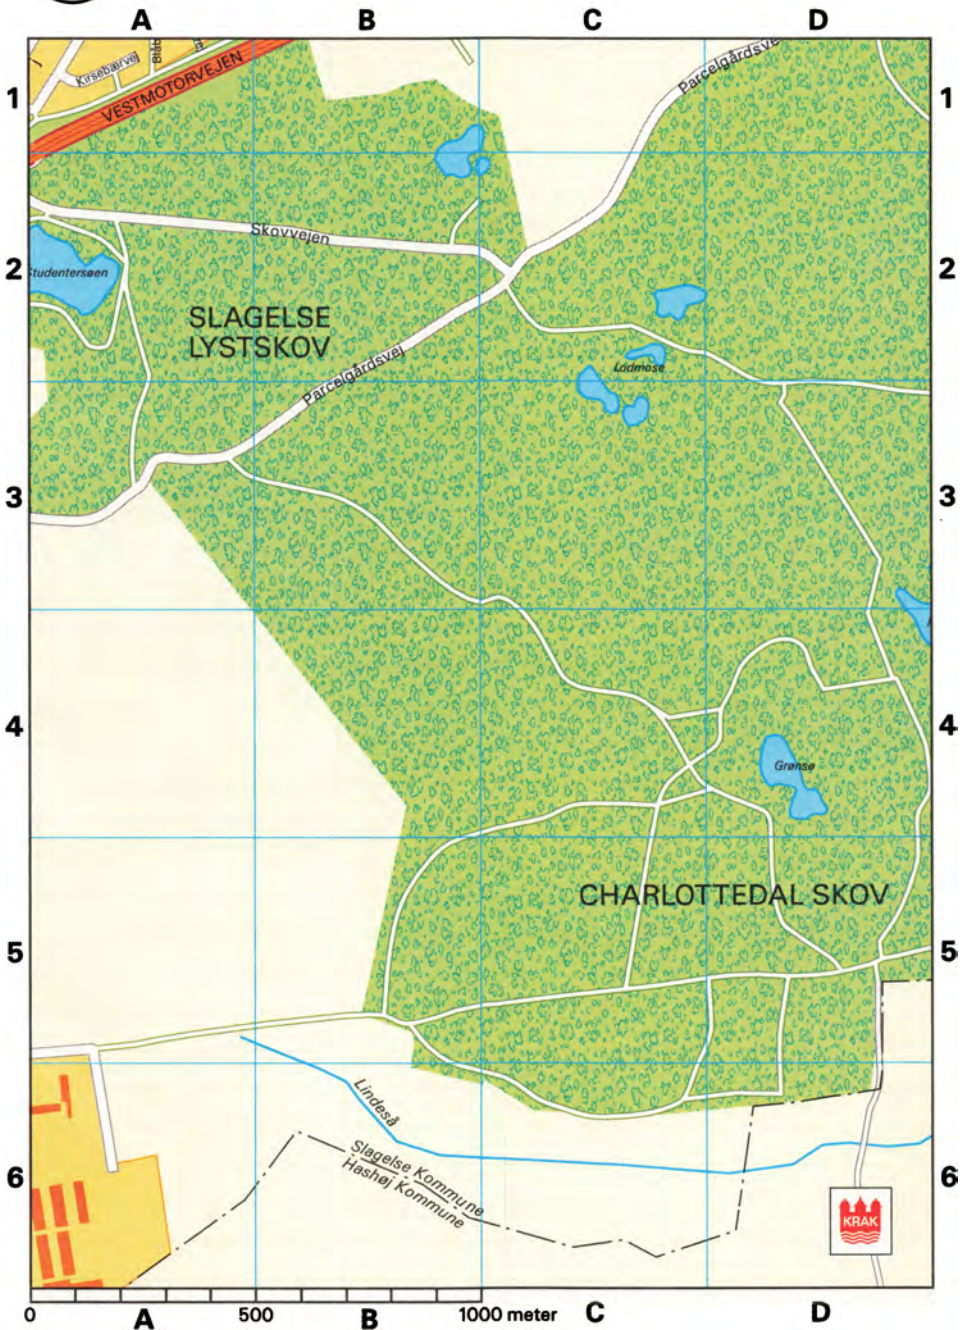 A B C D
Kirsebærvej
VESTMOTORVEJEN
Parcelgårdsve
1 1
Skovvejen
2 2
Studentersøen
SLAGELSE
LYSTSKOV
Lodmose
Parcelgårdsvej
3 3
4 4
Grønsø
CHARLOTTEDAL SKOV
5 5
Lindeså
Slagelse Kommune
Hashøj Kommune
6 6
KRAK
0 500 1000 meter
A B C D